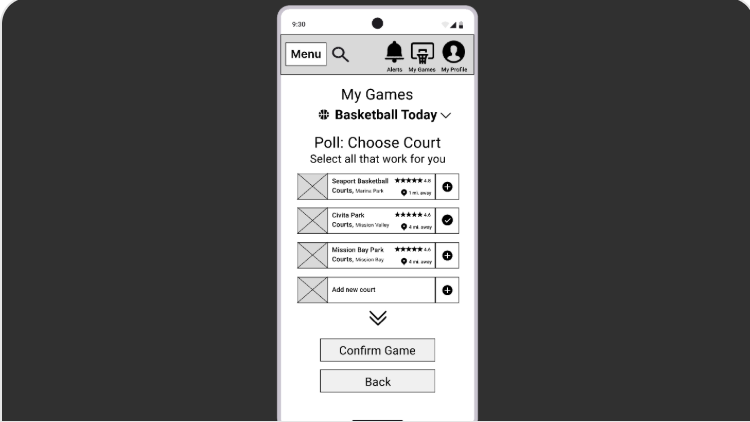 9:30
Menu
Alerts
My Games
My Profile
My Games
Basketball Today
Poll: Choose Court
Select all that work for you
Seaport Basketball 4.8
Courts, Marina Park 1 mi. away
Civita Park 4.6
Courts, Mission Valley 4 mi. away
Mission Bay Park 4.6
Courts, Mission Bay 4 mi. away
Add new court
Confirm Game
Back